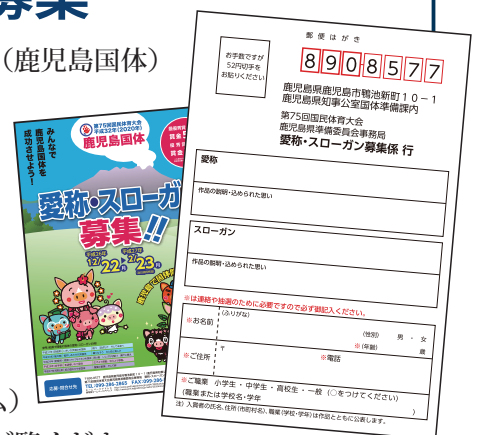 募集
(鹿児島国体)
みんなで
鹿児島国体を
成功させよう!
第75回国民体育大会
平成32年(2020年)
鹿児島国体
愛称・スローガ
募集!!
12/22
2/23
企画・問合わせ先
郵便はがき
お手数ですが
52円切手を
お貼りください
8908577
鹿児島県鹿児島市鴨池新町10-1
鹿児島県知事公室国体準備課内
第75回国民体育大会
鹿児島県準備委員会事務局
愛称・スローガン募集係 行
愛称
作品の説明・込められた思い
スローガン
作品の説明・込められた思い
※は連絡や抽選のために必要ですので必ず御記入ください。
(ふりがな)
※お名前
(性別) 男・女
※(年齢) 歳
※ご住所
〒
※電話
※ご職業 小学生・中学生・高校生・一般 (○をつけてください)
(職業または学校名・学年 )
注)入賞者の氏名、住所(市町村名)、職業(学校・学年)は作品とともに公表します。